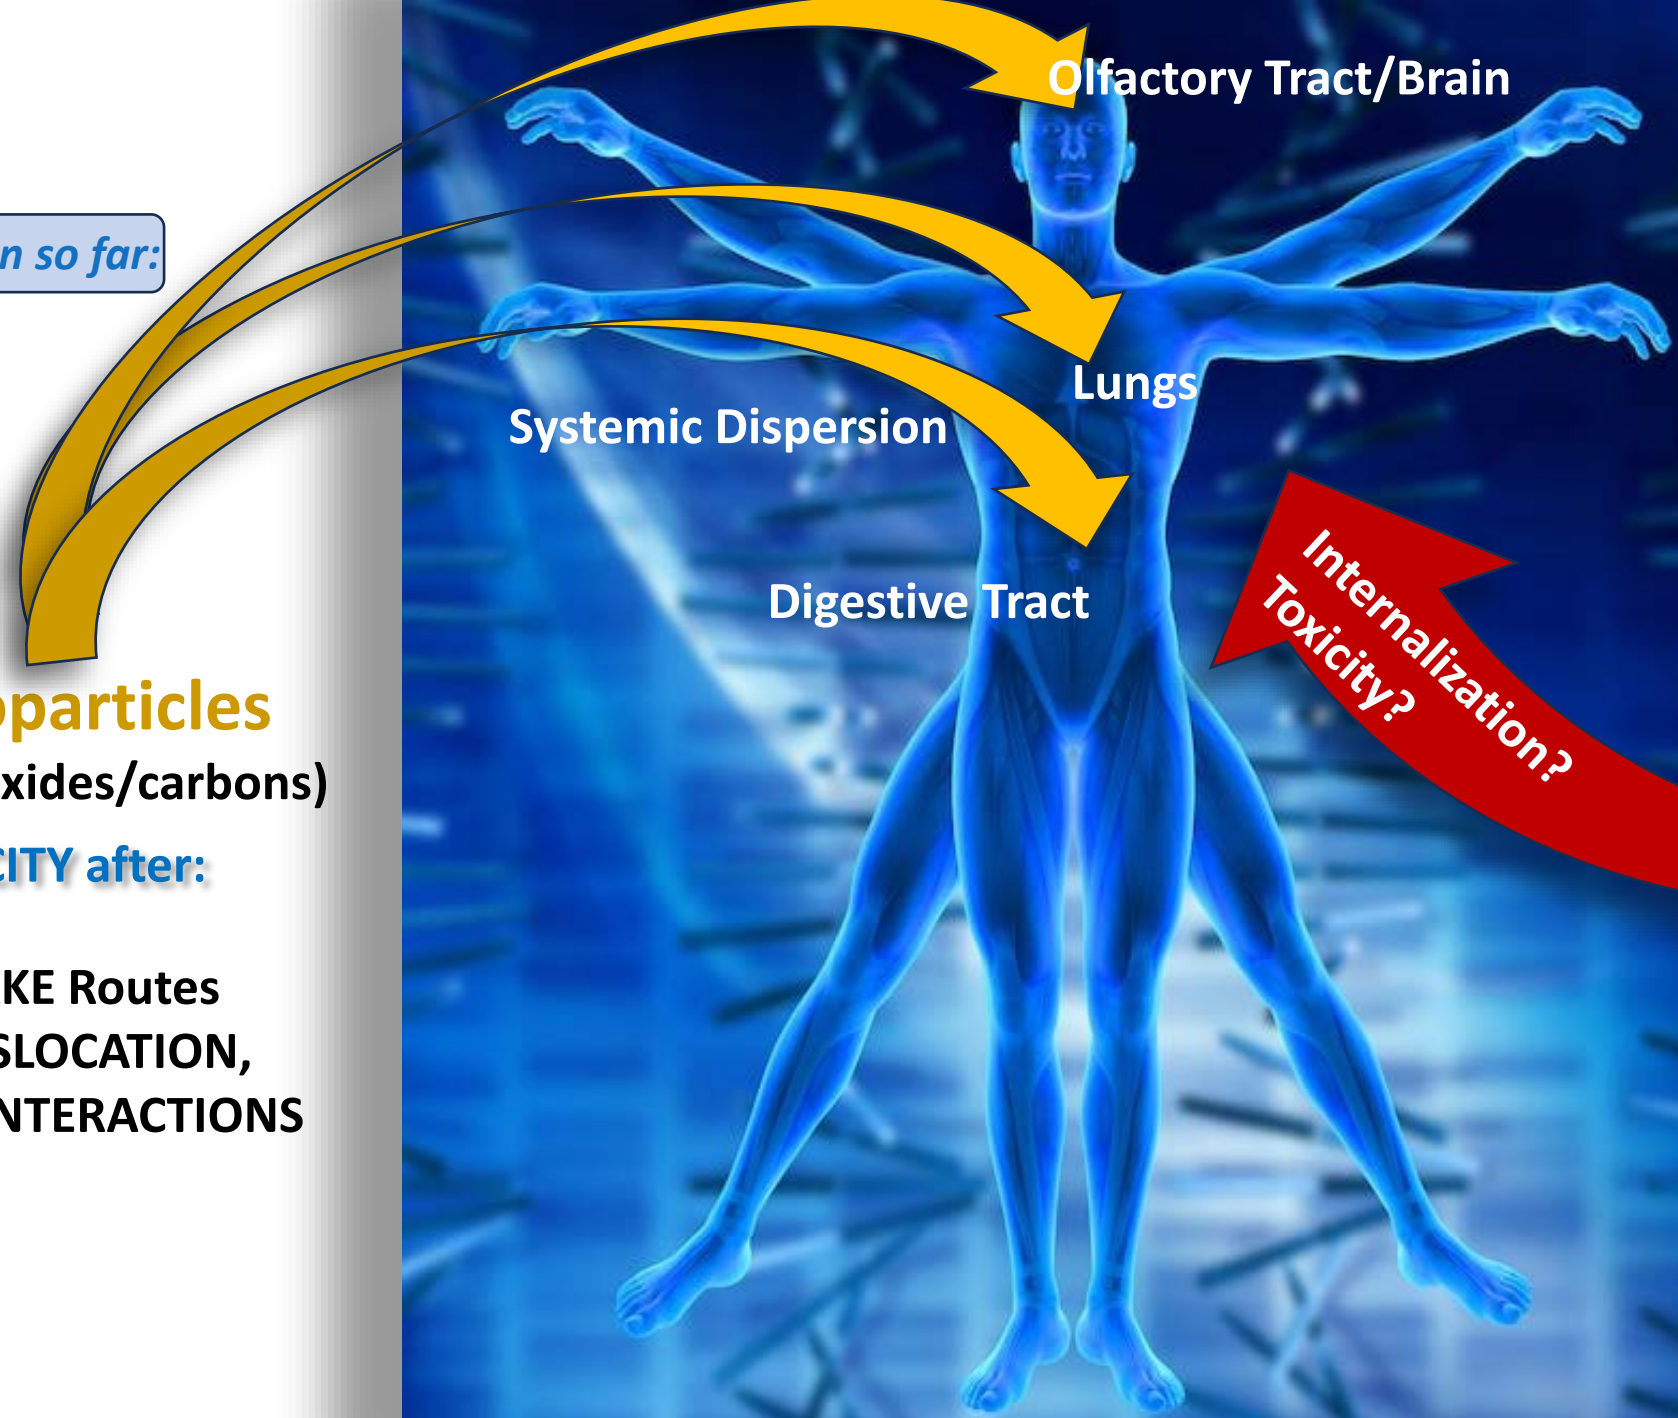 n so far:
pparticles
xides/carbons)
CITY after:
KE Routes
SLOCATION,
NTERACTIONS
Olfactory Tract/Brain
Lungs
Systemic Dispersion
Digestive Tract
Internalization?
Toxicity?